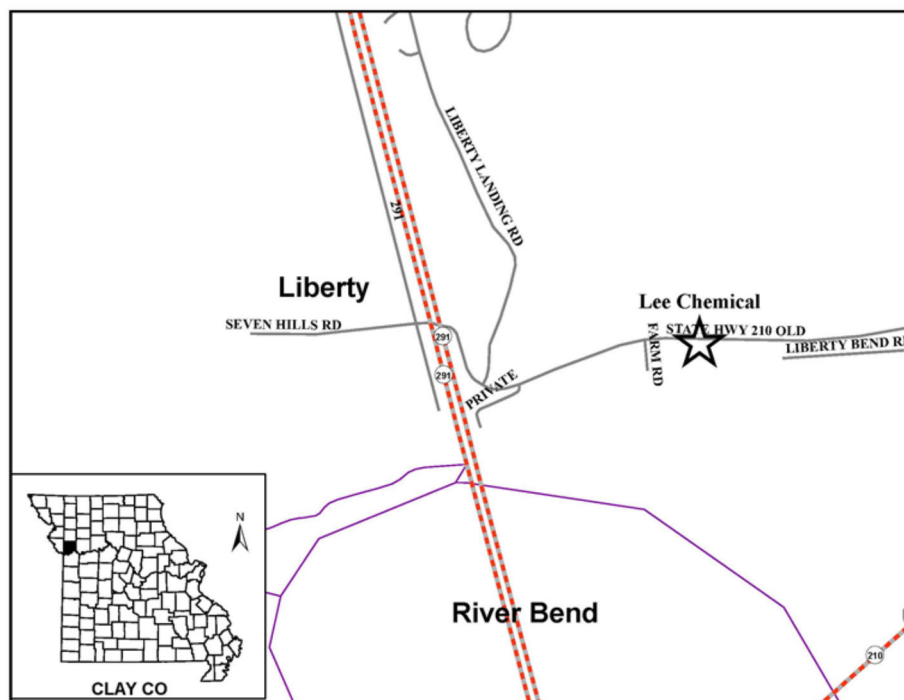 LIBERTY LANDING RD
291
Liberty
Lee Chemical
SEVEN HILLS RD
STATE HWY 210 OLD
291
LIBERTY BEND R
FARM RD
291
PRIVATE
N
River Bend
210
CLAY CO